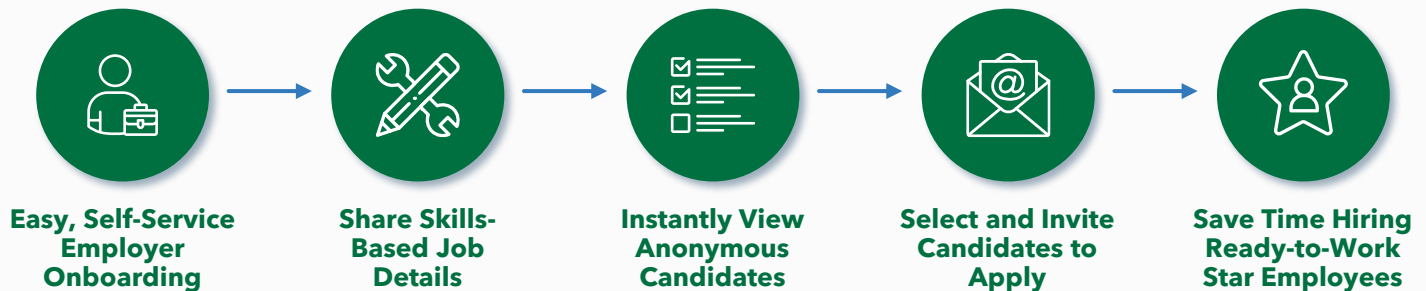 @
Easy, Self-Service
Employer
Onboarding
Share Skills-
Based Job
Details
Instantly View
Anonymous
Candidates
Select and Invite
Candidates to
Apply
Save Time Hiring
Ready-to-Work
Star Employees